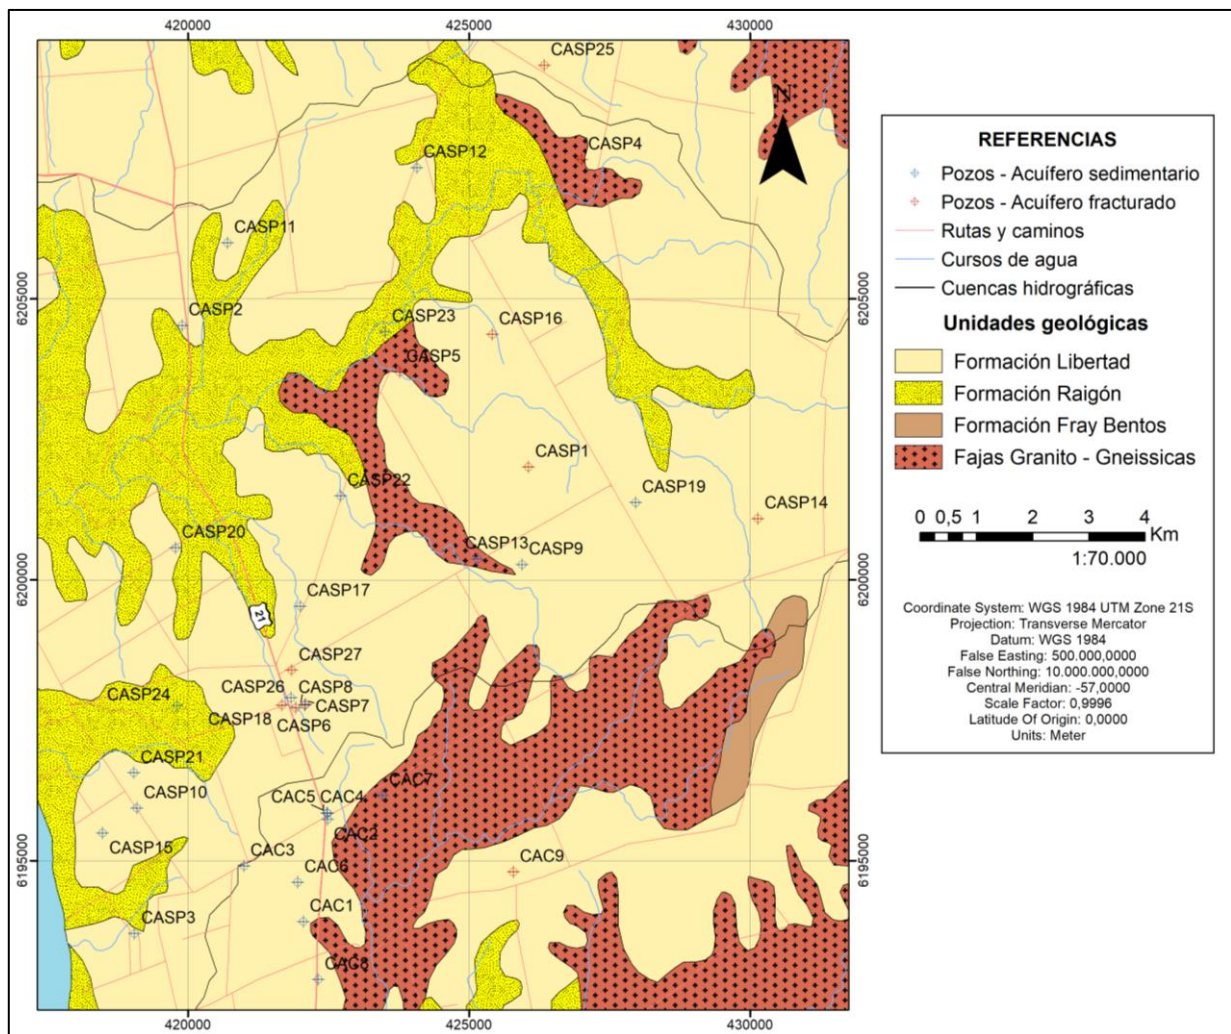 420000
425000
430000
CASP25
N
CASP4
CASP12
CASP11
6205000
6205000
CASP2
CASP23
CASP16
CASP5
CASP1
CASP22
CASP19
CASP14
CASP20
CASP13
CASP9
6200000
6200000
CASP17
21
CASP27
CASP26
CASP8
CASP24
CASP7
CASP18
CASP6
CASP21
CAC7
CASP10
CAC5
CAC4
CAC2
CASP15
CAC3
CAC9
6195000
6195000
CAC6
CASP3
CAC1
CAC8
420000
425000
430000
REFERENCIAS
Pozos - Acuífero sedimentario
Pozos - Acuífero fracturado
Rutas y caminos
Cursos de agua
Cuencas hidrográficas
Unidades geológicas
Formación Libertad
Formación Raigón
Formación Fray Bentos
Fajas Granito - Gneissicas
0 0,5 1 2 3 4
Km
1:70.000
Coordinate System: WGS 1984 UTM Zone 21S
Projection: Transverse Mercator
Datum: WGS 1984
False Easting: 500.000,0000
False Northing: 10.000.000,0000
Central Meridian: -57,0000
Scale Factor: 0,9996
Latitude Of Origin: 0,0000
Units: Meter